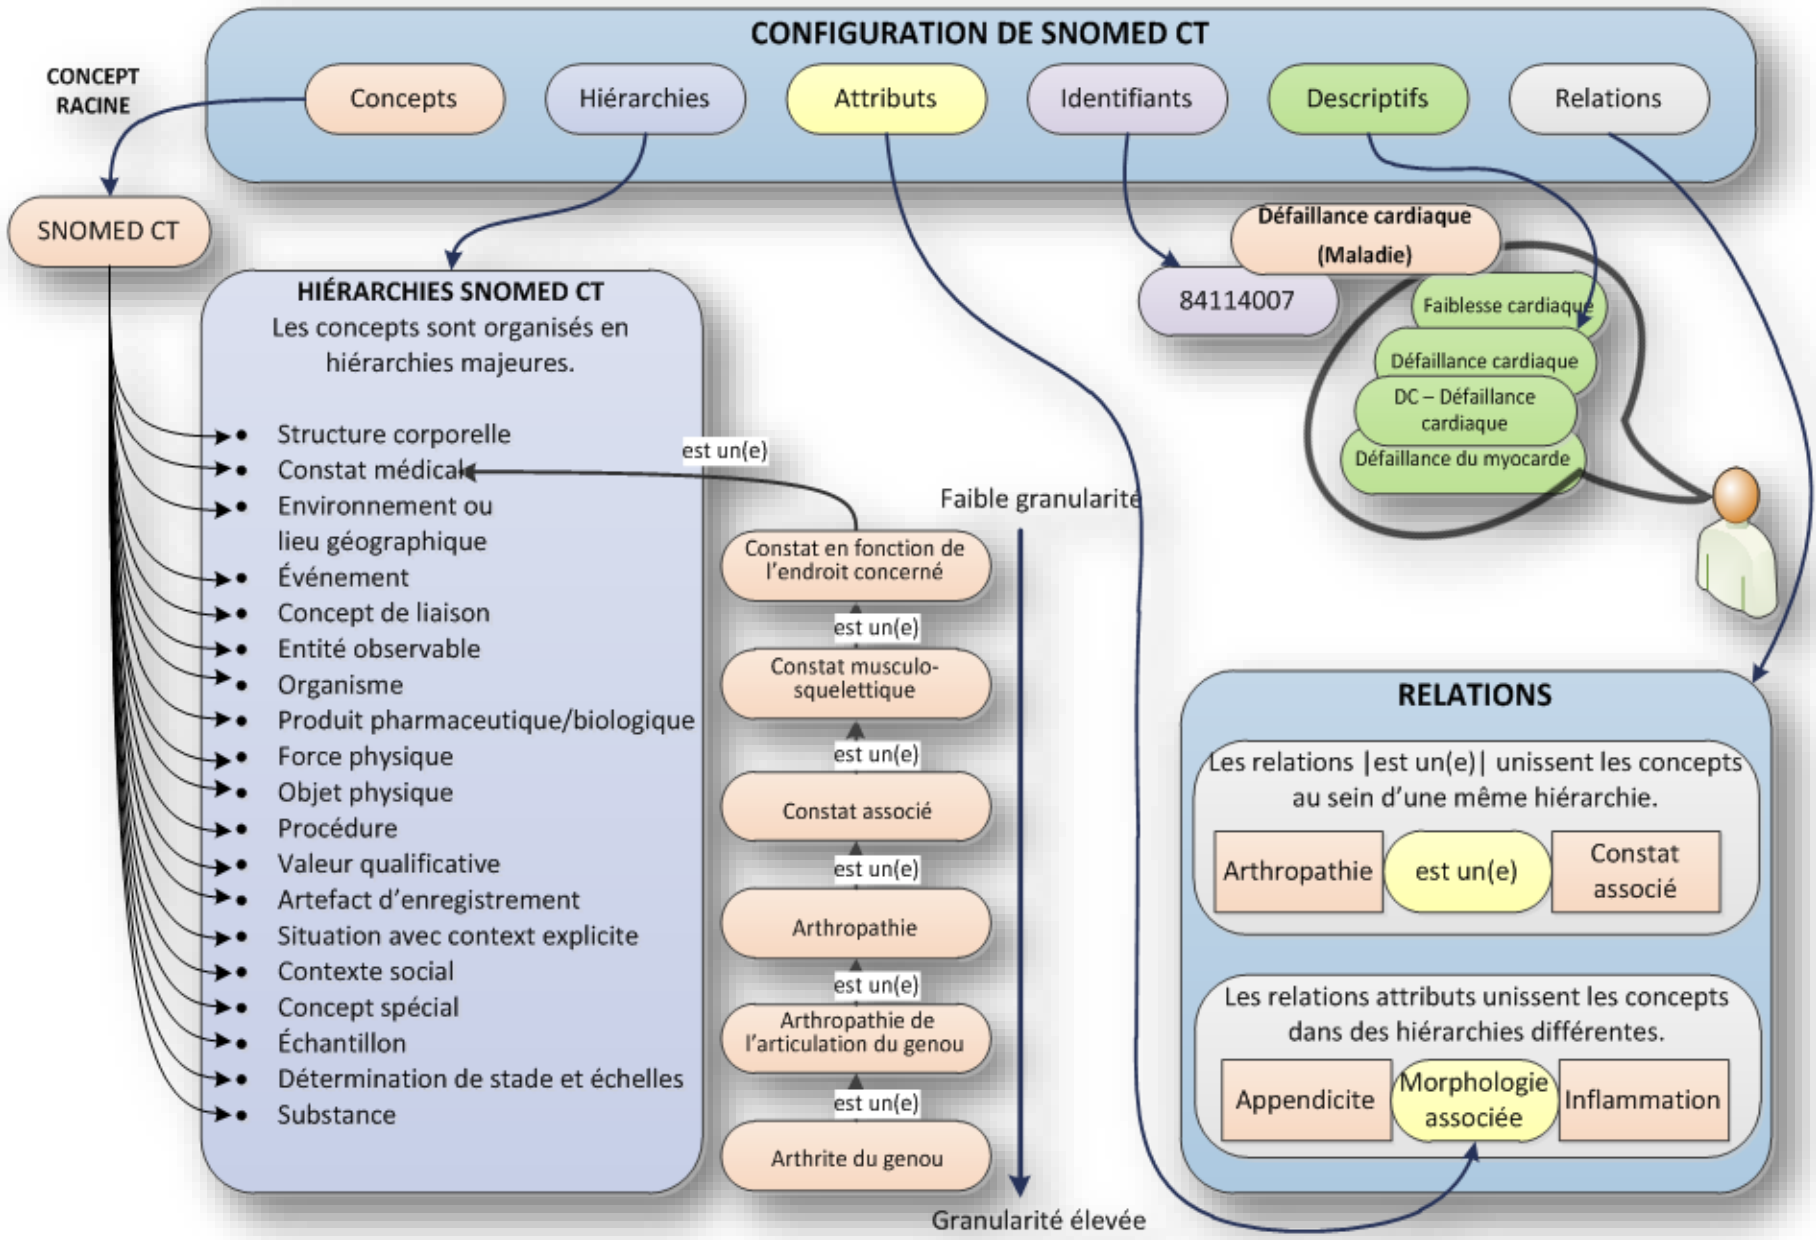 CONFIGURATION DE SNOMED CT
CONCEPT
RACINE
Concepts
Hiérarchies
Attributs
Identifiants
Descriptifs
Relations
SNOMED CT
Défaillance cardiaque
(Maladie)
84114007
Faiblesse cardiaque
Défaillance cardiaque
DC – Défaillance
cardiaque
Défaillance du myocarde
HIÉRARCHIES SNOMED CT
Les concepts sont organisés en
hiérarchies majeures.
• Structure corporelle
• Constat médical
• Environnement ou
lieu géographique
• Événement
• Concept de liaison
• Entité observable
• Organisme
• Produit pharmaceutique/biologique
• Force physique
• Objet physique
• Procédure
• Valeur qualificative
• Artefact d’enregistrement
• Situation avec context explicite
• Contexte social
• Concept spécial
• Échantillon
• Détermination de stade et échelles
• Substance
est un(e)
Faible granularité
Constat en fonction de
l’endroit concerné
est un(e)
Constat musculo-
squelettique
est un(e)
Constat associé
est un(e)
Arthropathie
est un(e)
Arthropathie de
l’articulation du genou
est un(e)
Arthrite du genou
Granularité élevée
RELATIONS
Les relations |est un(e)| unissent les concepts
au sein d’une même hiérarchie.
Arthropathie
est un(e)
Constat
associé
Les relations attributs unissent les concepts
dans des hiérarchies différentes.
Appendicite
Morphologie
associée
Inflammation